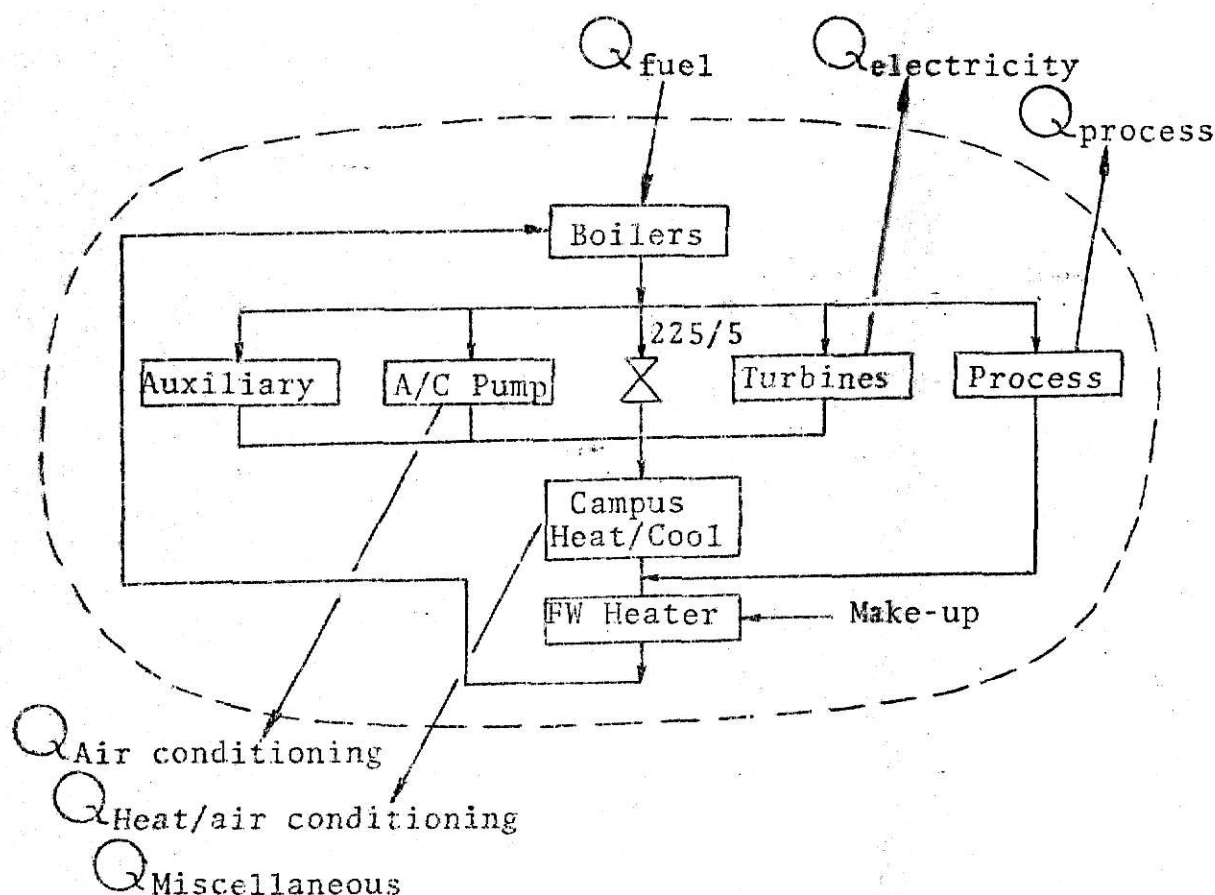 Q fuel
Q electricity
Q process
Boilers
225/5
Auxiliary
A/C Pump
Turbines
Process
Campus
Heat/Cool
FW Heater
Make-up
Q Air conditioning
Q Heat/air conditioning
Q Miscellaneous